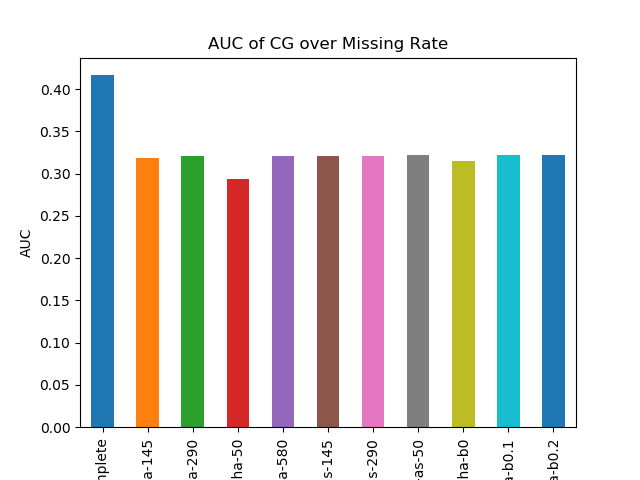 AUC of CG over Missing Rate
AUC
0.40
0.35
0.30
0.25
0.20
0.15
0.10
0.05
0.00
nplete
a-145
a-290
ha-50
a-580
s-145
s-290
-as-50
ha-b0
a-b0.1
a-b0.2